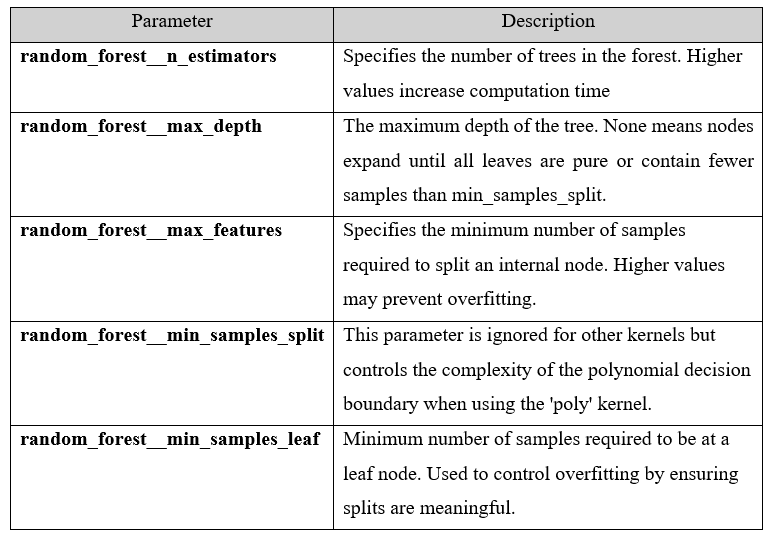 Parameter Description
random_forest__n_estimators Specifies the number of trees in the forest. Higher
values increase computation time
random_forest__max_depth The maximum depth of the tree. None means nodes
expand until all leaves are pure or contain fewer
samples than min_samples_split.
random_forest__max_features Specifies the minimum number of samples
required to split an internal node. Higher values
may prevent overfitting.
random_forest__min_samples_split This parameter is ignored for other kernels but
controls the complexity of the polynomial decision
boundary when using the 'poly' kernel.
random_forest__min_samples_leaf Minimum number of samples required to be at a
leaf node. Used to control overfitting by ensuring
splits are meaningful.